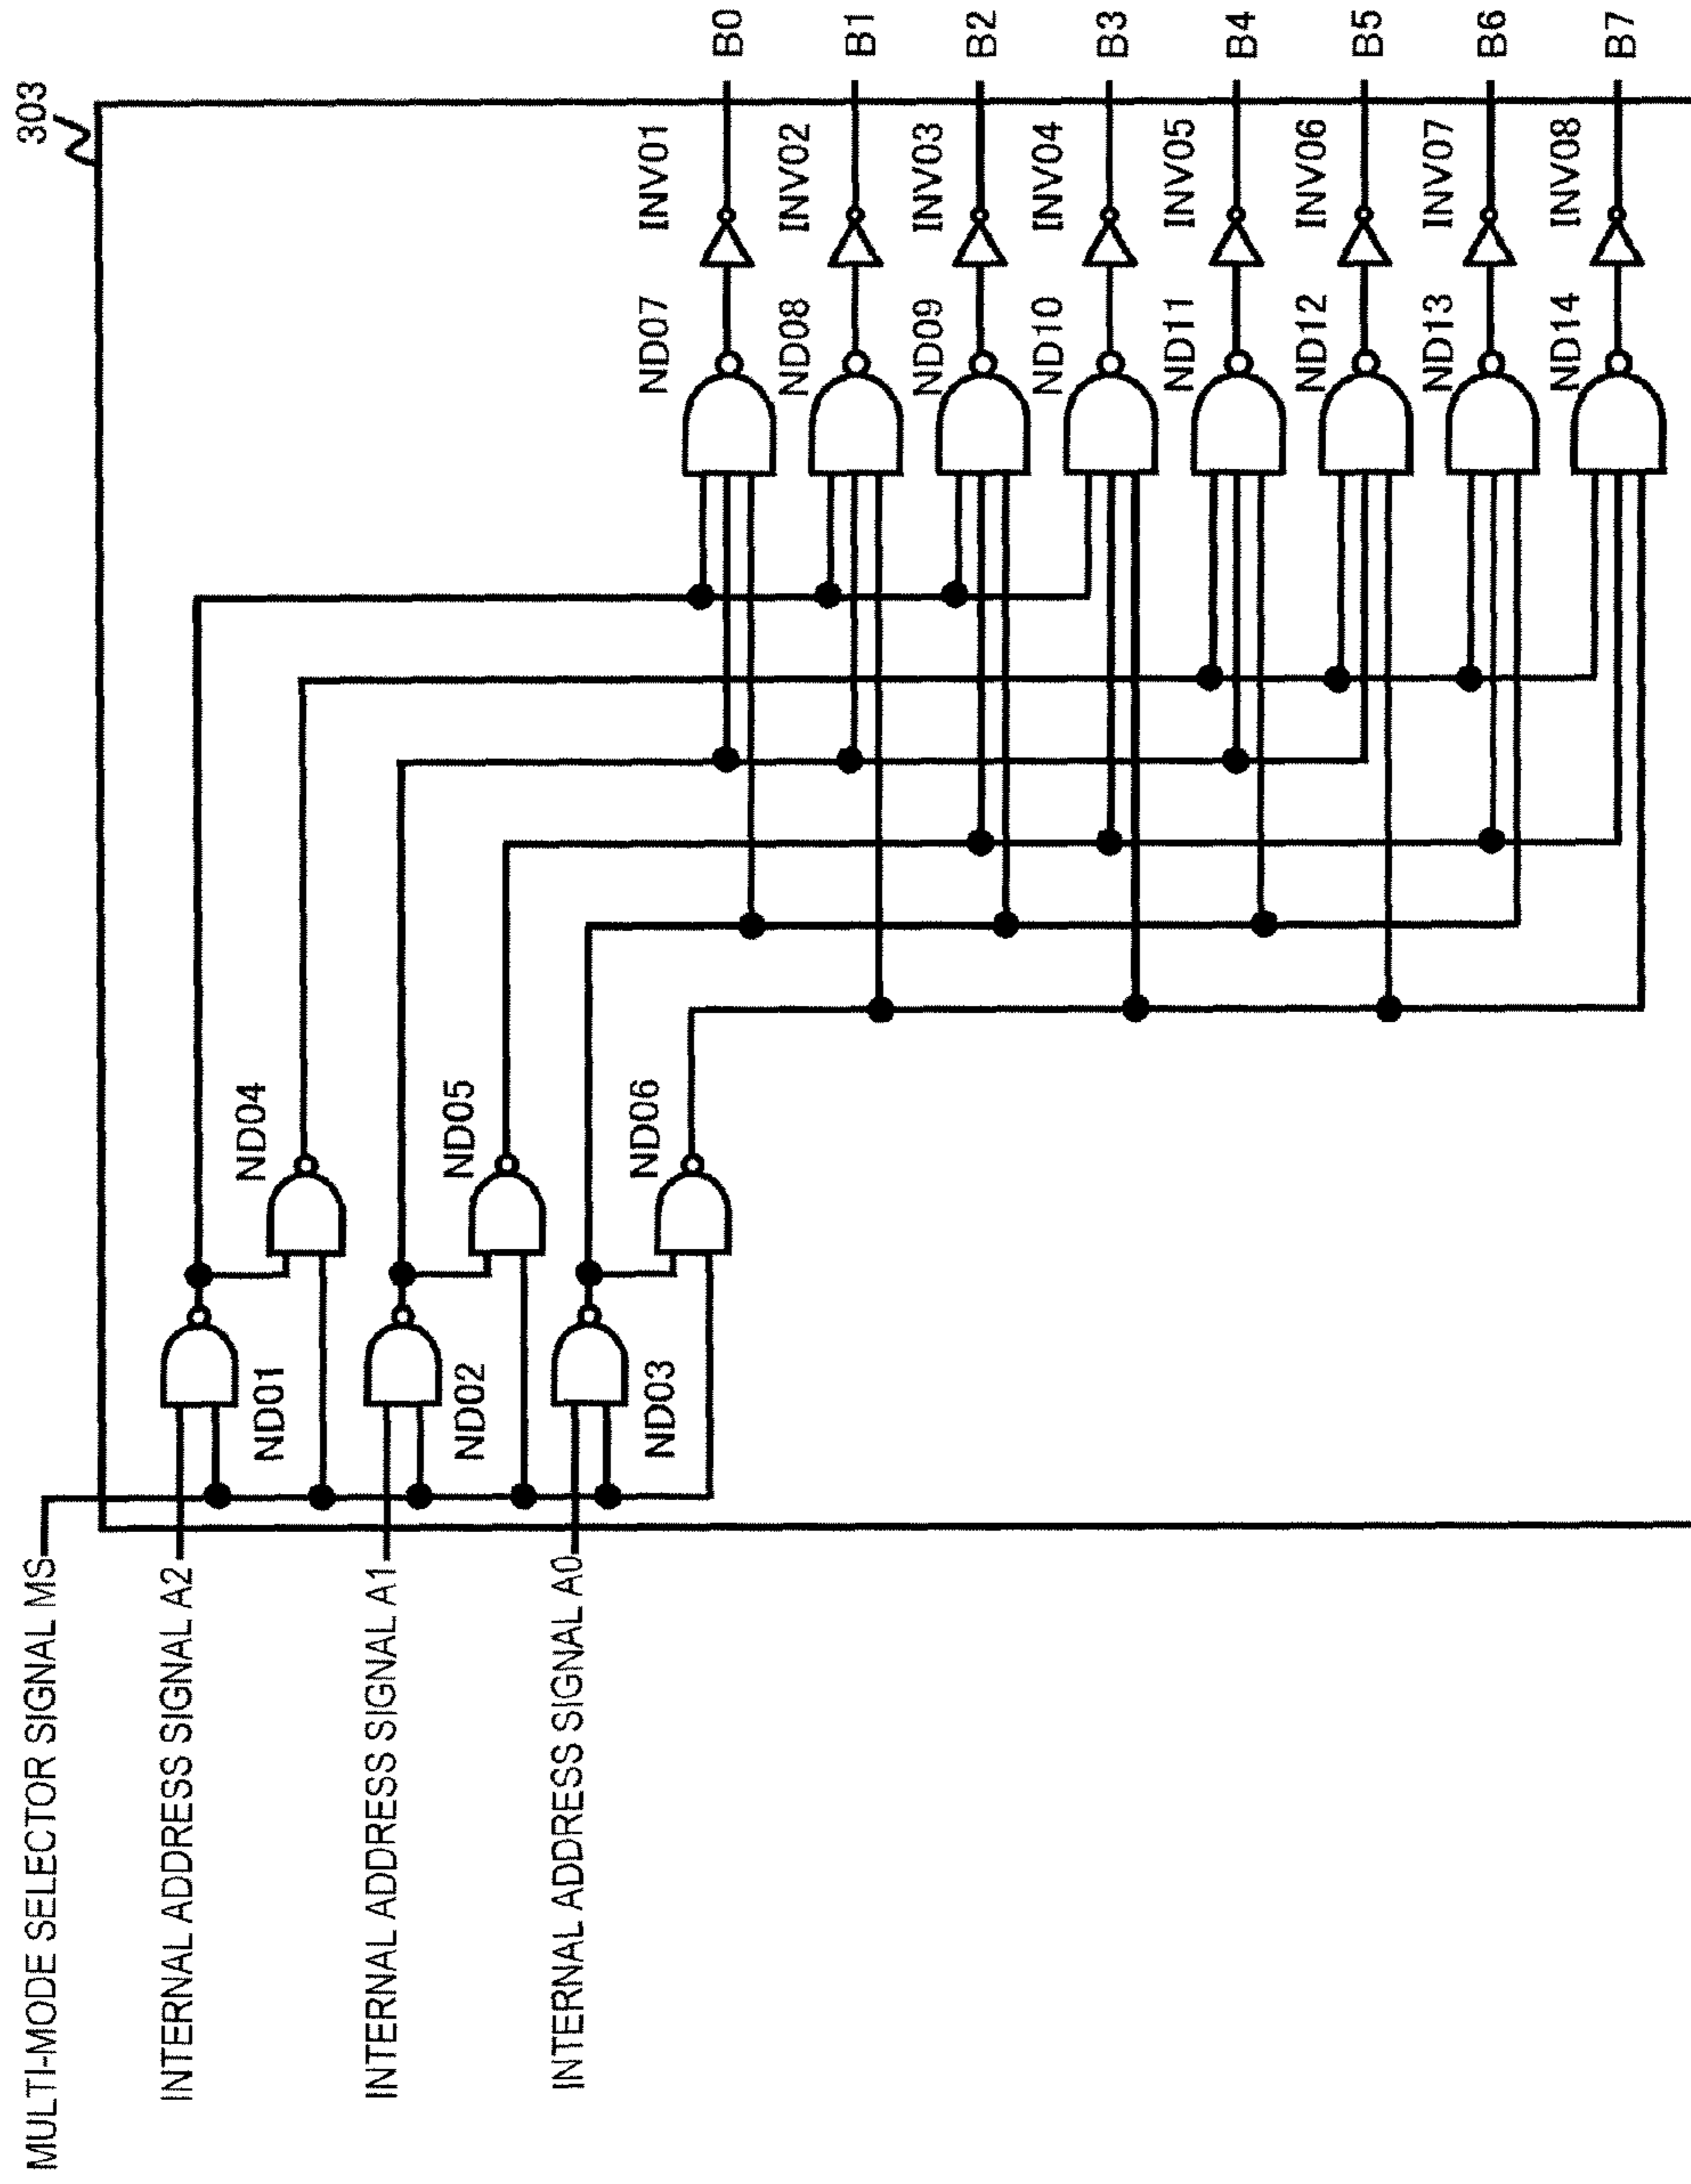 303
MULTI-MODE SELECTOR SIGNAL MS
INTERNAL ADDRESS SIGNAL A2
INTERNAL ADDRESS SIGNAL A1
INTERNAL ADDRESS SIGNAL A0
ND01
ND02
ND03
ND04
ND05
ND06
ND07
INV01
B0
ND08
INV02
B1
ND09
INV03
B2
ND10
INV04
B3
ND11
INV05
B4
ND12
INV06
B5
ND13
INV07
B6
ND14
INV08
B7